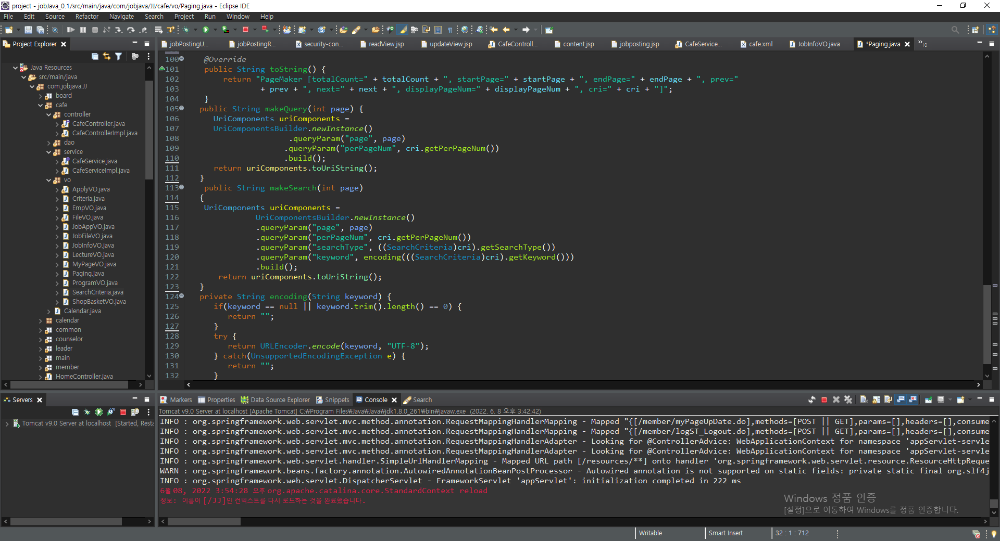 project - jobJava_0.1/src/main/java/com/jobjava/JJ/cafe/vo/Paging.java - Eclipse IDE
File Edit Source Refactor Navigate Search Project Run Window Help
Project Explorer
jobPostingU... jobPostingR... security-con... readView.jsp updateView.jsp CafeControll... content.jsp jobposting.jsp CafeService... cafe.xml JobInfoVO.java *Paging.java »10
Java Resources
src/main/java
com.jobjava.JJ
board
cafe
controller
CafeController.java
CafeControllerImpl.java
dao
service
CafeService.java
CafeServiceImpl.java
vo
ApplyVO.java
Criteria.java
EmpVO.java
FileVO.java
JobAppVO.java
JobFileVO.java
JobInfoVO.java
LectureVO.java
MyPageVO.java
Paging.java
ProgramVO.java
SearchCriteria.java
ShopBasketVO.java
Calendar.java
calendar
common
counselor
leader
main
member
HomeController.java
100 @Override
101 public String toString() {
102 return "PageMaker [totalCount=" + totalCount + ", startPage=" + startPage + ", endPage=" + endPage + ", prev="
103 + prev + ", next=" + next + ", displayPageNum=" + displayPageNum + ", cri=" + cri + "]";
104 }
105 public String makeQuery(int page) {
106 UriComponents uriComponents =
107 UriComponentsBuilder.newInstance()
108 .queryParam("page", page)
109 .queryParam("perPageNum", cri.getPerPageNum())
110 .build();
111 return uriComponents.toUriString();
112 }
113 public String makeSearch(int page)
114 {
115 UriComponents uriComponents =
116 UriComponentsBuilder.newInstance()
117 .queryParam("page", page)
118 .queryParam("perPageNum", cri.getPerPageNum())
119 .queryParam("searchType", ((SearchCriteria)cri).getSearchType())
120 .queryParam("keyword", encoding(((SearchCriteria)cri).getKeyword()))
121 .build();
122 return uriComponents.toUriString();
123 }
124 private String encoding(String keyword) {
125 if(keyword == null || keyword.trim().length() == 0) {
126 return "";
127 }
128 try {
129 return URLEncoder.encode(keyword, "UTF-8");
130 } catch(UnsupportedEncodingException e) {
131 return "";
132 }
Servers
Tomcat v9.0 Server at localhost [Started, Resta
Markers Properties Data Source Explorer Snippets Console Search
Tomcat v9.0 Server at localhost [Apache Tomcat] C:₩Program Files₩Java₩Java₩jdk1.8.0_261₩bin₩javaw.exe (2022. 6. 8 오후 3:42:42)
INFO : org.springframework.web.servlet.mvc.method.annotation.RequestMappingHandlerMapping - Mapped "{[/member/myPageUpDate.do],methods=[POST || GET],params=[],headers=[],consume
INFO : org.springframework.web.servlet.mvc.method.annotation.RequestMappingHandlerMapping - Mapped "{[/member/logST_Logout.do],methods=[POST || GET],params=[],headers=[],consume
INFO : org.springframework.web.servlet.mvc.method.annotation.RequestMappingHandlerAdapter - Looking for @ControllerAdvice: WebApplicationContext for namespace 'appServlet-servle
INFO : org.springframework.web.servlet.mvc.method.annotation.RequestMappingHandlerAdapter - Looking for @ControllerAdvice: WebApplicationContext for namespace 'appServlet-servle
INFO : org.springframework.web.servlet.handler.SimpleUrlHandlerMapping - Mapped URL path [/resources/**] onto handler 'org.springframework.web.servlet.resource.ResourceHttpReque
WARN : org.springframework.beans.factory.annotation.AutowiredAnnotationBeanPostProcessor - Autowired annotation is not supported on static fields: private static final org.slf4j
INFO : org.springframework.web.servlet.DispatcherServlet - FrameworkServlet 'appServlet': initialization completed in 222 ms
6월 08, 2022 3:54:28 오후 org.apache.catalina.core.StandardContext reload
정보: 이름이 [/JJ]인 컨텍스트를 다시 로드하는 것을 완료했습니다.
Windows 정품 인증
[설정]으로 이동하여 Windows를 정품 인증합니다.
Writable Smart Insert 32 : 1 : 712